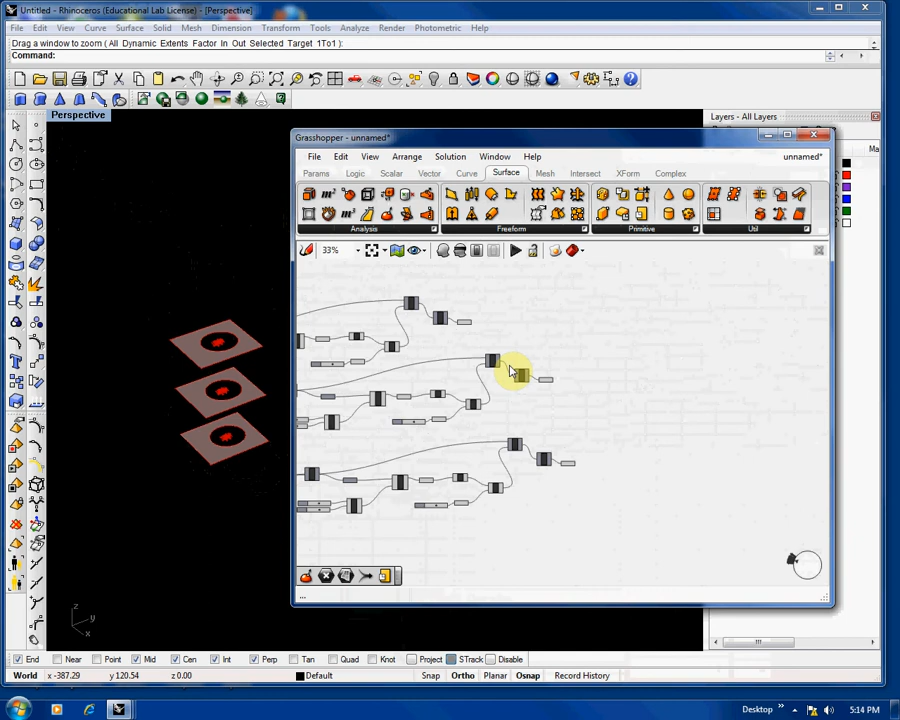 Untitled - Rhinoceros (Educational Lab License) - [Perspective]
File Edit View Curve Surface Solid Mesh Dimension Transform Tools Analyze Render Photometric Help
Drag a window to zoom ( All Dynamic Extents Factor In Out Selected Target 1To1 ):
Command:
Perspective
Layers - All Layers
Grasshopper - unnamed*
Ma
File Edit View Arrange Solution Window Help unnamed*
Params Logic Scalar Vector Curve Surface Mesh Intersect XForm Complex
Analysis Freeform Primitive Util
33%
z
y
x
...
End Near Point Mid Cen Int Perp Tan Quad Knot Project STrack Disable
World x -387.29 y 120.54 z 0.00 Default Snap Ortho Planar Osnap Record History
Desktop » 5:14 PM